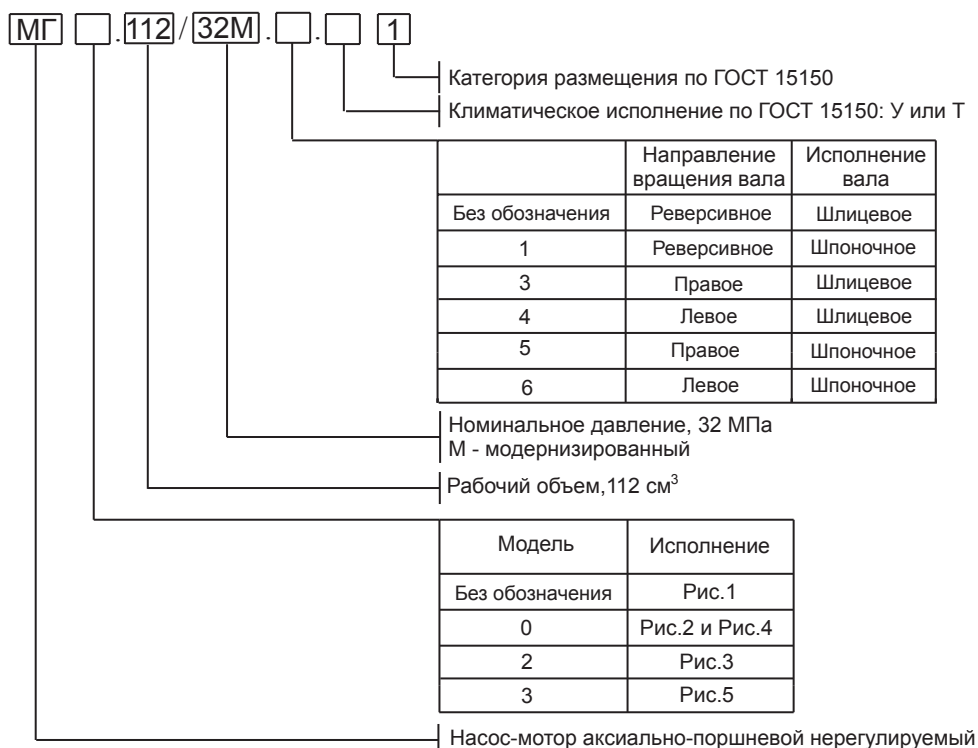 МГ .112/32М. . 1
Категория размещения по ГОСТ 15150
Климатическое исполнение по ГОСТ 15150: У или Т
Направление вращения вала Исполнение вала
Без обозначения Реверсивное Шлицевое
1 Реверсивное Шпоночное
3 Правое Шлицевое
4 Левое Шлицевое
5 Правое Шпоночное
6 Левое Шпоночное
Номинальное давление, 32 МПа
М - модернизированный
Рабочий объем,112 см³
Модель Исполнение
Без обозначения Рис.1
0 Рис.2 и Рис.4
2 Рис.3
3 Рис.5
Насос-мотор аксиально-поршневой нерегулируемый